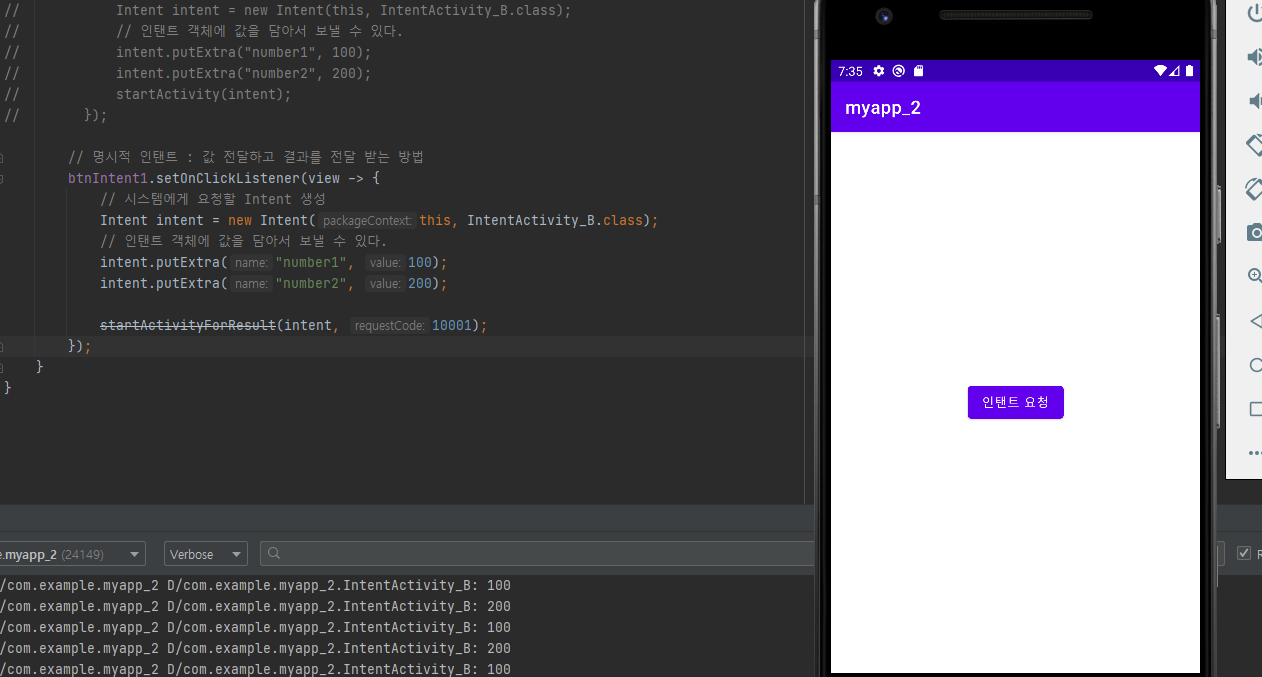 //            Intent intent = new Intent(this, IntentActivity_B.class);
//            // 인탠트 객체에 값을 담아서 보낼 수 있다.
//            intent.putExtra("number1", 100);
//            intent.putExtra("number2", 200);
//            startActivity(intent);
//        });
// 명시적 인탠트 : 값 전달하고 결과를 전달 받는 방법
btnIntent1.setOnClickListener(view -> {
// 시스템에게 요청할 Intent 생성
Intent intent = new Intent( packageContext: this, IntentActivity_B.class);
// 인탠트 객체에 값을 담아서 보낼 수 있다.
intent.putExtra( name: "number1", value: 100);
intent.putExtra( name: "number2", value: 200);
startActivityForResult(intent, requestCode: 10001);
});
}
}
7:35
myapp_2
인탠트 요청
e.myapp_2 (24149)
Verbose
R
/com.example.myapp_2 D/com.example.myapp_2.IntentActivity_B: 100
/com.example.myapp_2 D/com.example.myapp_2.IntentActivity_B: 200
/com.example.myapp_2 D/com.example.myapp_2.IntentActivity_B: 100
/com.example.myapp_2 D/com.example.myapp_2.IntentActivity_B: 200
/com.example.myapp_2 D/com.example.myapp_2.IntentActivity_B: 100